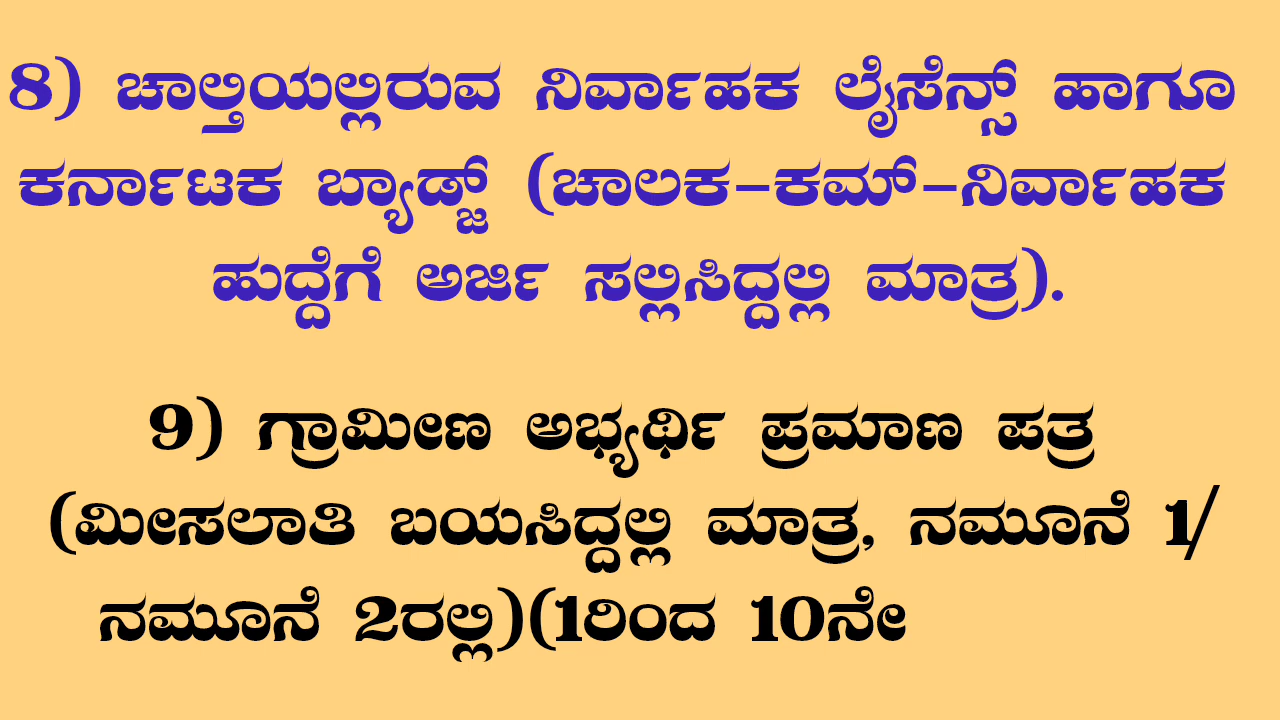 8) ಚಾಲ್ತಿಯಲ್ಲಿರುವ ನಿರ್ವಾಹಕ ಲೈಸೆನ್ಸ್ ಹಾಗೂ
ಕರ್ನಾಟಕ ಬ್ಯಾಡ್ಜ್ (ಚಾಲಕ-ಕಮ್-ನಿರ್ವಾಹಕ
ಹುದ್ದೆಗೆ ಅರ್ಜಿ ಸಲ್ಲಿಸಿದ್ದಲ್ಲಿ ಮಾತ್ರ).
9) ಗ್ರಾಮೀಣ ಅಭ್ಯರ್ಥಿ ಪ್ರಮಾಣ ಪತ್ರ
(ಮೀಸಲಾತಿ ಬಯಸಿದ್ದಲ್ಲಿ ಮಾತ್ರ, ನಮೂನೆ 1/
ನಮೂನೆ 2ರಲ್ಲಿ)(1ರಿಂದ 10ನೇ